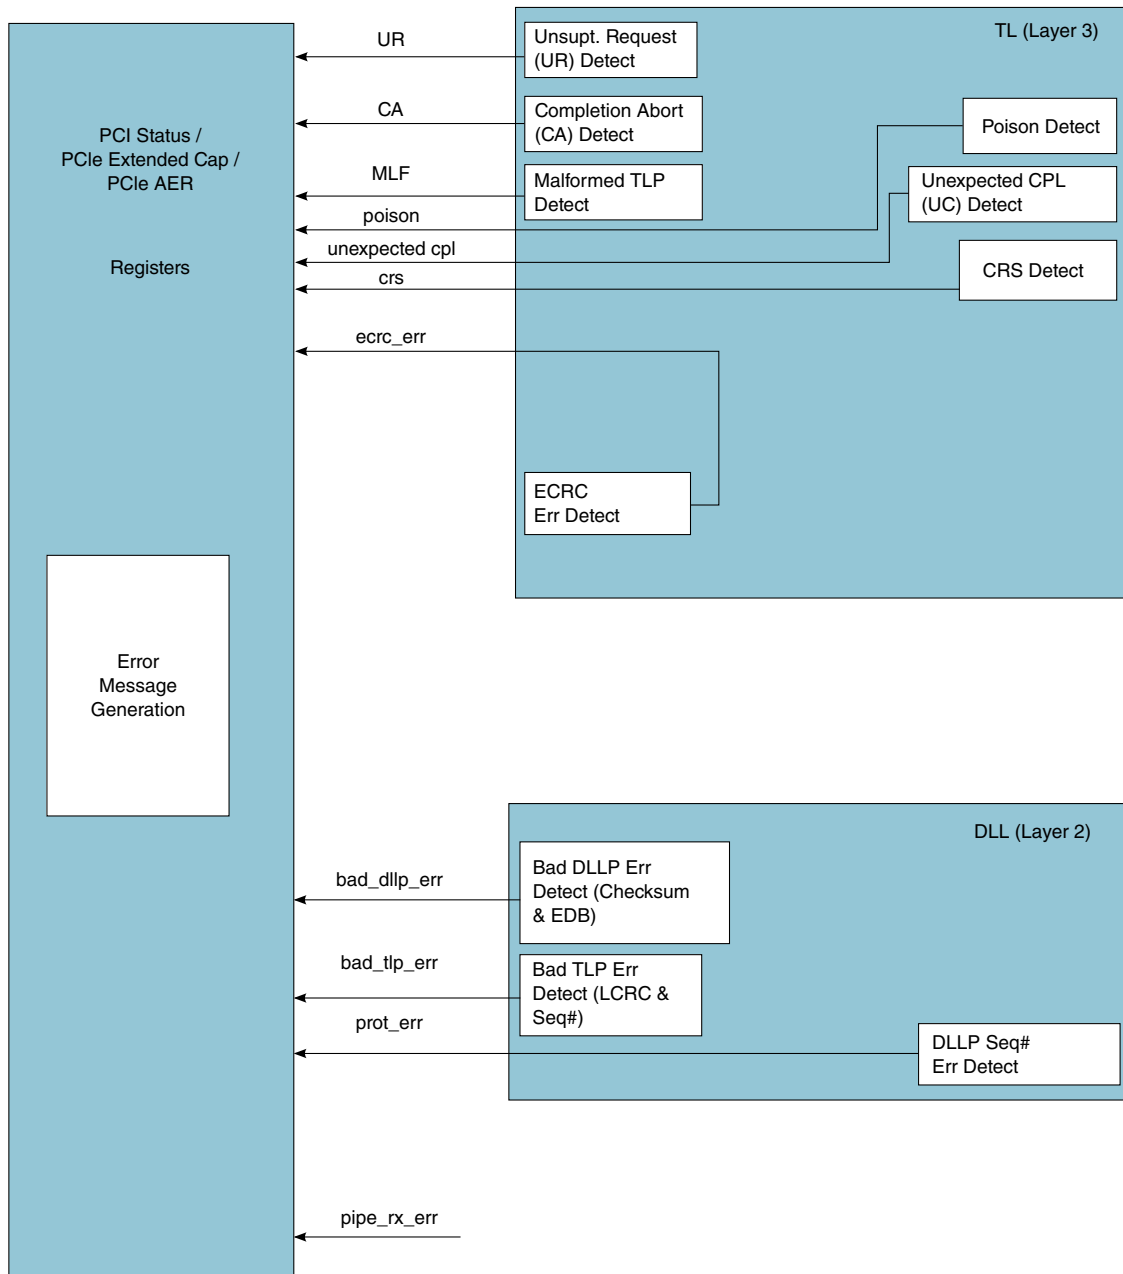 UR
Unsupt. Request
(UR) Detect
TL (Layer 3)
CA
Completion Abort
(CA) Detect
Poison Detect
PCI Status /
PCIe Extended Cap /
PCIe AER
MLF
Malformed TLP
Detect
Unexpected CPL
(UC) Detect
poison
unexpected cpl
Registers
crs
CRS Detect
ecrc_err
ECRC
Err Detect
Error
Message
Generation
DLL (Layer 2)
bad_dllp_err
Bad DLLP Err
Detect (Checksum
& EDB)
bad_tlp_err
Bad TLP Err
Detect (LCRC &
Seq#)
prot_err
DLLP Seq#
Err Detect
pipe_rx_err